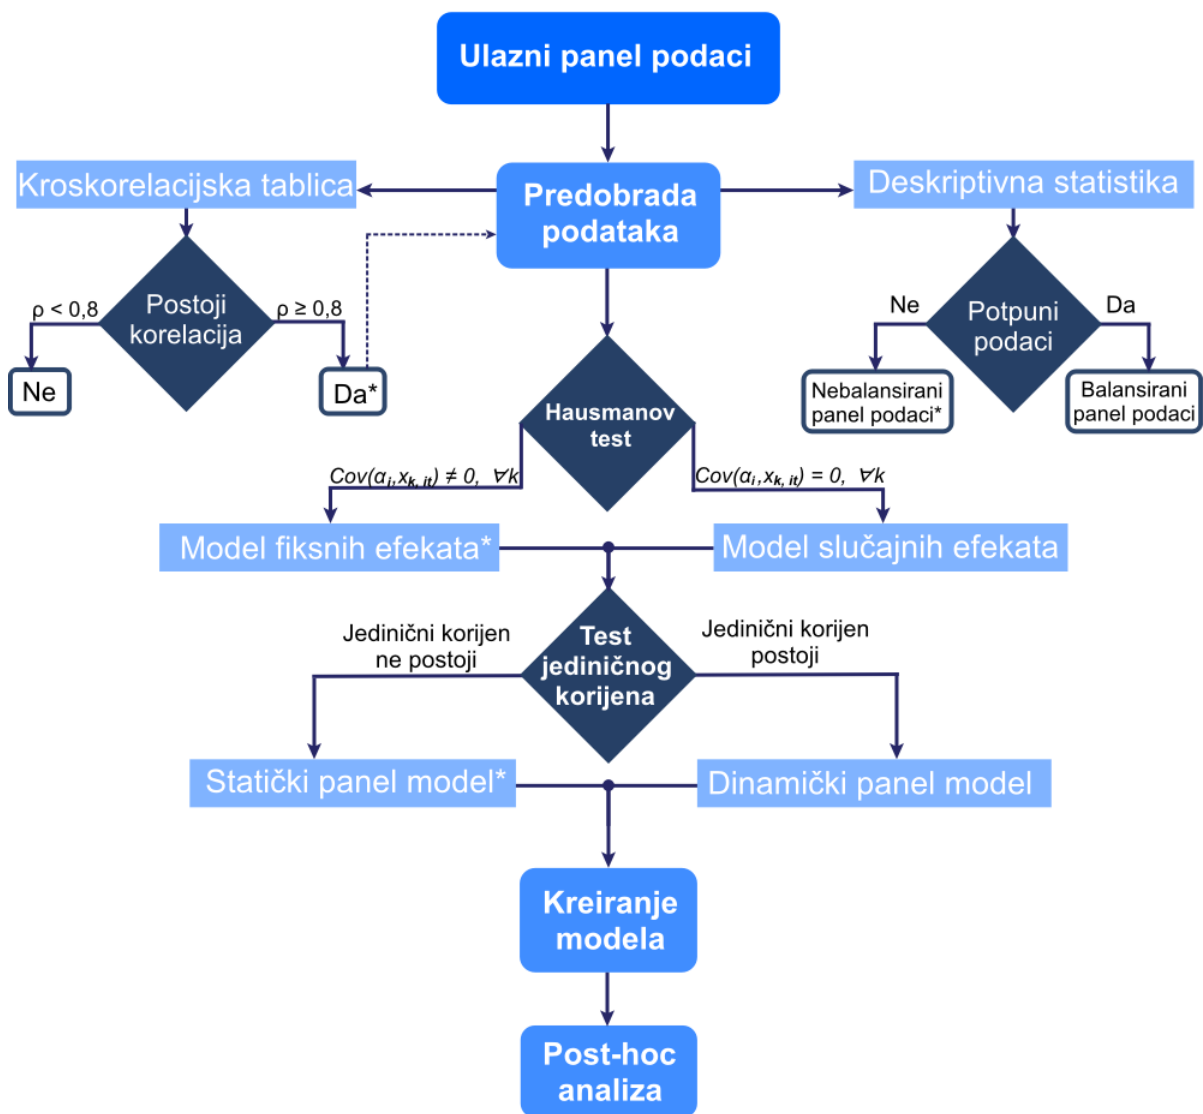 Ulazni panel podaci
Kroskorelacijska tablica
Predobrada
podataka
Deskriptivna statistika
Postoji
korelacija
ρ < 0,8
ρ ≥ 0,8
Ne
Da*
Potpuni
podaci
Ne
Da
Nebalansirani
panel podaci*
Balansirani
panel podaci
Hausmanov
test
Cov(αi,xk, it) ≠ 0, ∀k
Cov(αi,xk, it) = 0, ∀k
Model fiksnih efekata*
Model slučajnih efekata
Jedinični korijen
ne postoji
Test
jediničnog
korijena
Jedinični korijen
postoji
Statički panel model*
Dinamički panel model
Kreiranje
modela
Post-hoc
analiza